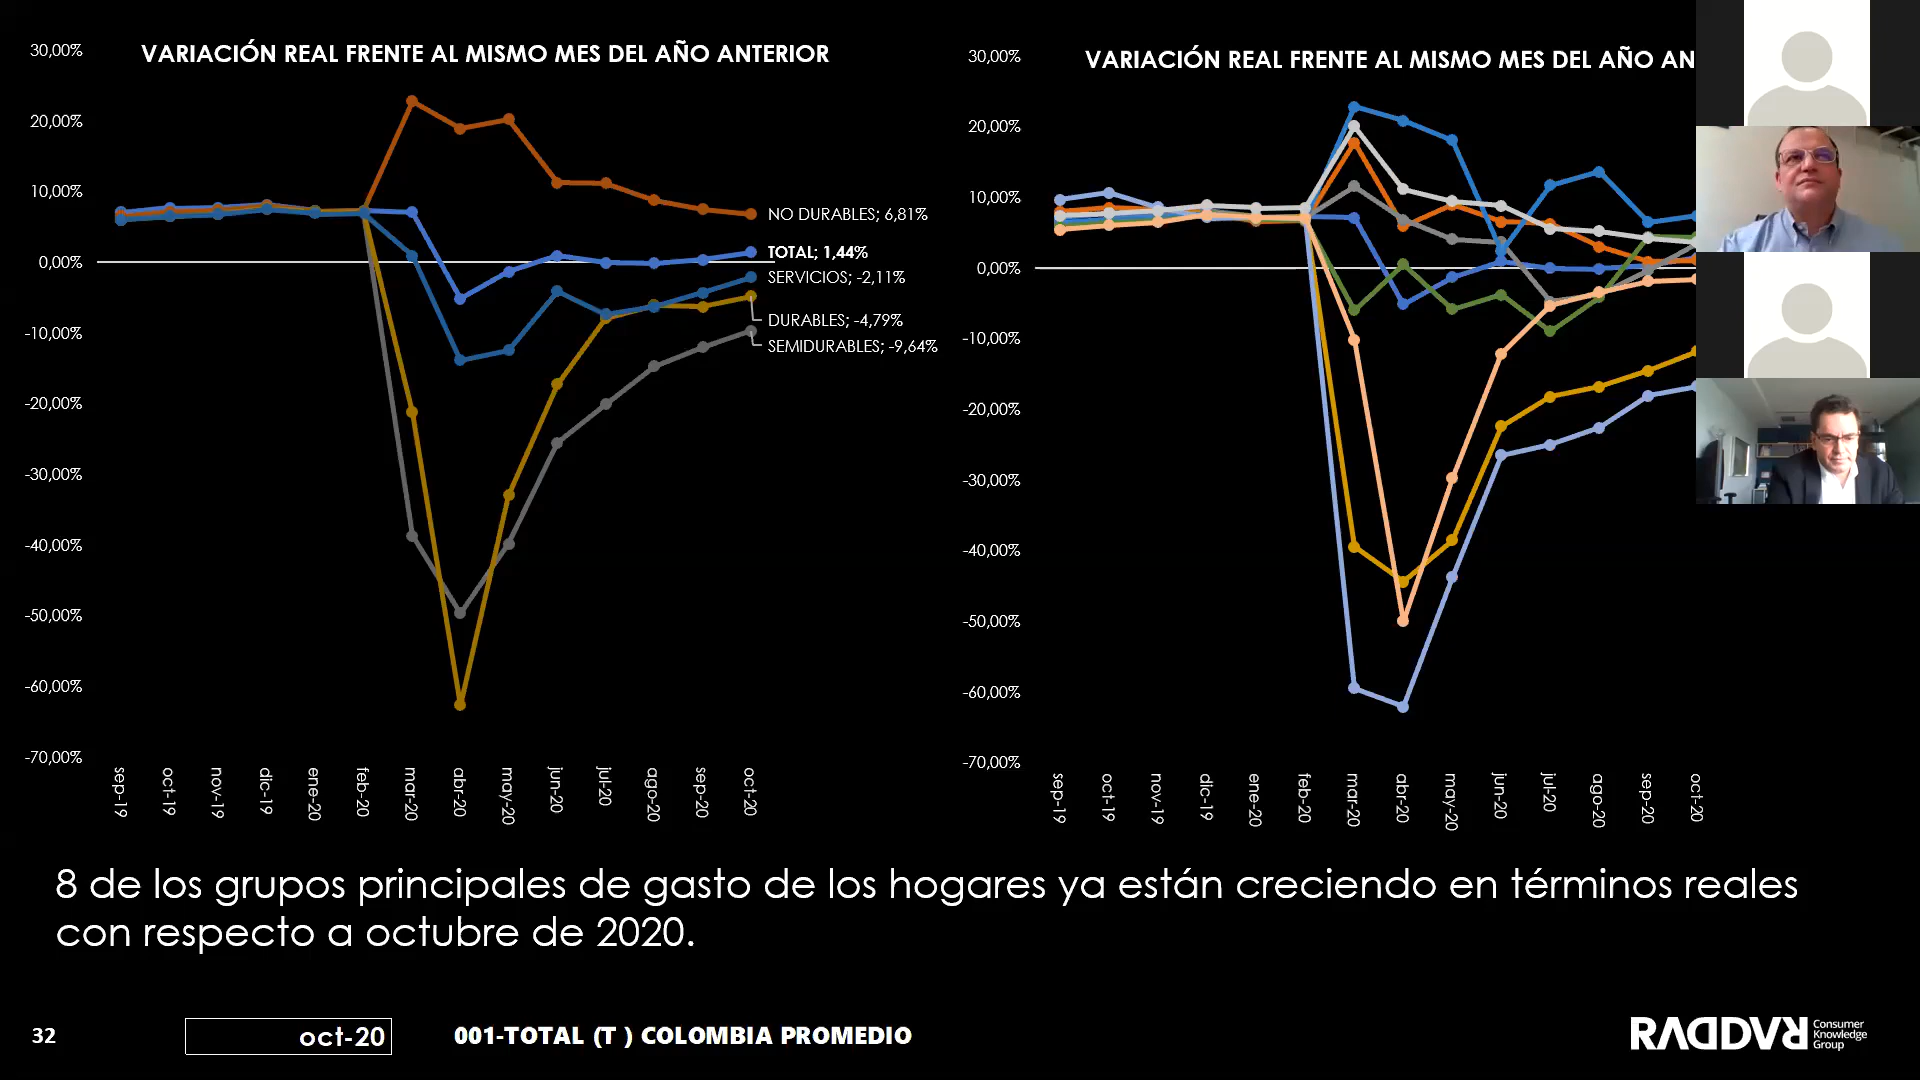 VARIACIÓN REAL FRENTE AL MISMO MES DEL AÑO ANTERIOR
30,00%
20,00%
10,00%
0,00%
-10,00%
-20,00%
-30,00%
-40,00%
-50,00%
-60,00%
-70,00%
NO DURABLES; 6,81%
TOTAL; 1,44%
SERVICIOS; -2,11%
DURABLES; -4,79%
SEMIDURABLES; -9,64%
sep-19
oct-19
nov-19
dic-19
ene-20
feb-20
mar-20
abr-20
may-20
jun-20
jul-20
ago-20
sep-20
oct-20
VARIACIÓN REAL FRENTE AL MISMO MES DEL AÑO AN
30,00%
20,00%
10,00%
0,00%
-10,00%
-20,00%
-30,00%
-40,00%
-50,00%
-60,00%
-70,00%
sep-19
oct-19
nov-19
dic-19
ene-20
feb-20
mar-20
abr-20
may-20
jun-20
jul-20
ago-20
sep-20
oct-20
8 de los grupos principales de gasto de los hogares ya están creciendo en términos reales
con respecto a octubre de 2020.
32
oct-20
001-TOTAL (T ) COLOMBIA PROMEDIO
RADDAR
Consumer
Knowledge
Group